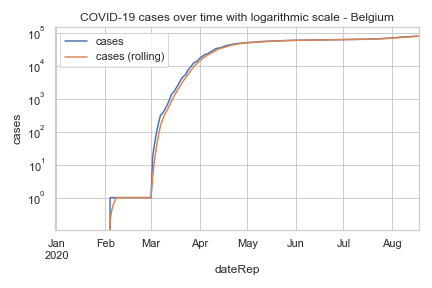 COVID-19 cases over time with logarithmic scale - Belgium
cases
cases (rolling)
10^5
10^4
10^3
10^2
10^1
10^0
cases
Jan Feb Mar Apr May Jun Jul Aug
2020
dateRep